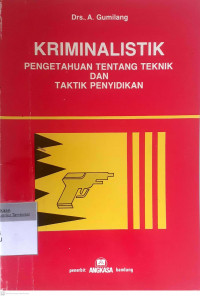 Drs. A. Gumilang
KRIMINALISTIK
PENGETAHUAN TENTANG TEKNIK
DAN
TAKTIK PENYIDIKAN
penerbit ANGKASA bandung